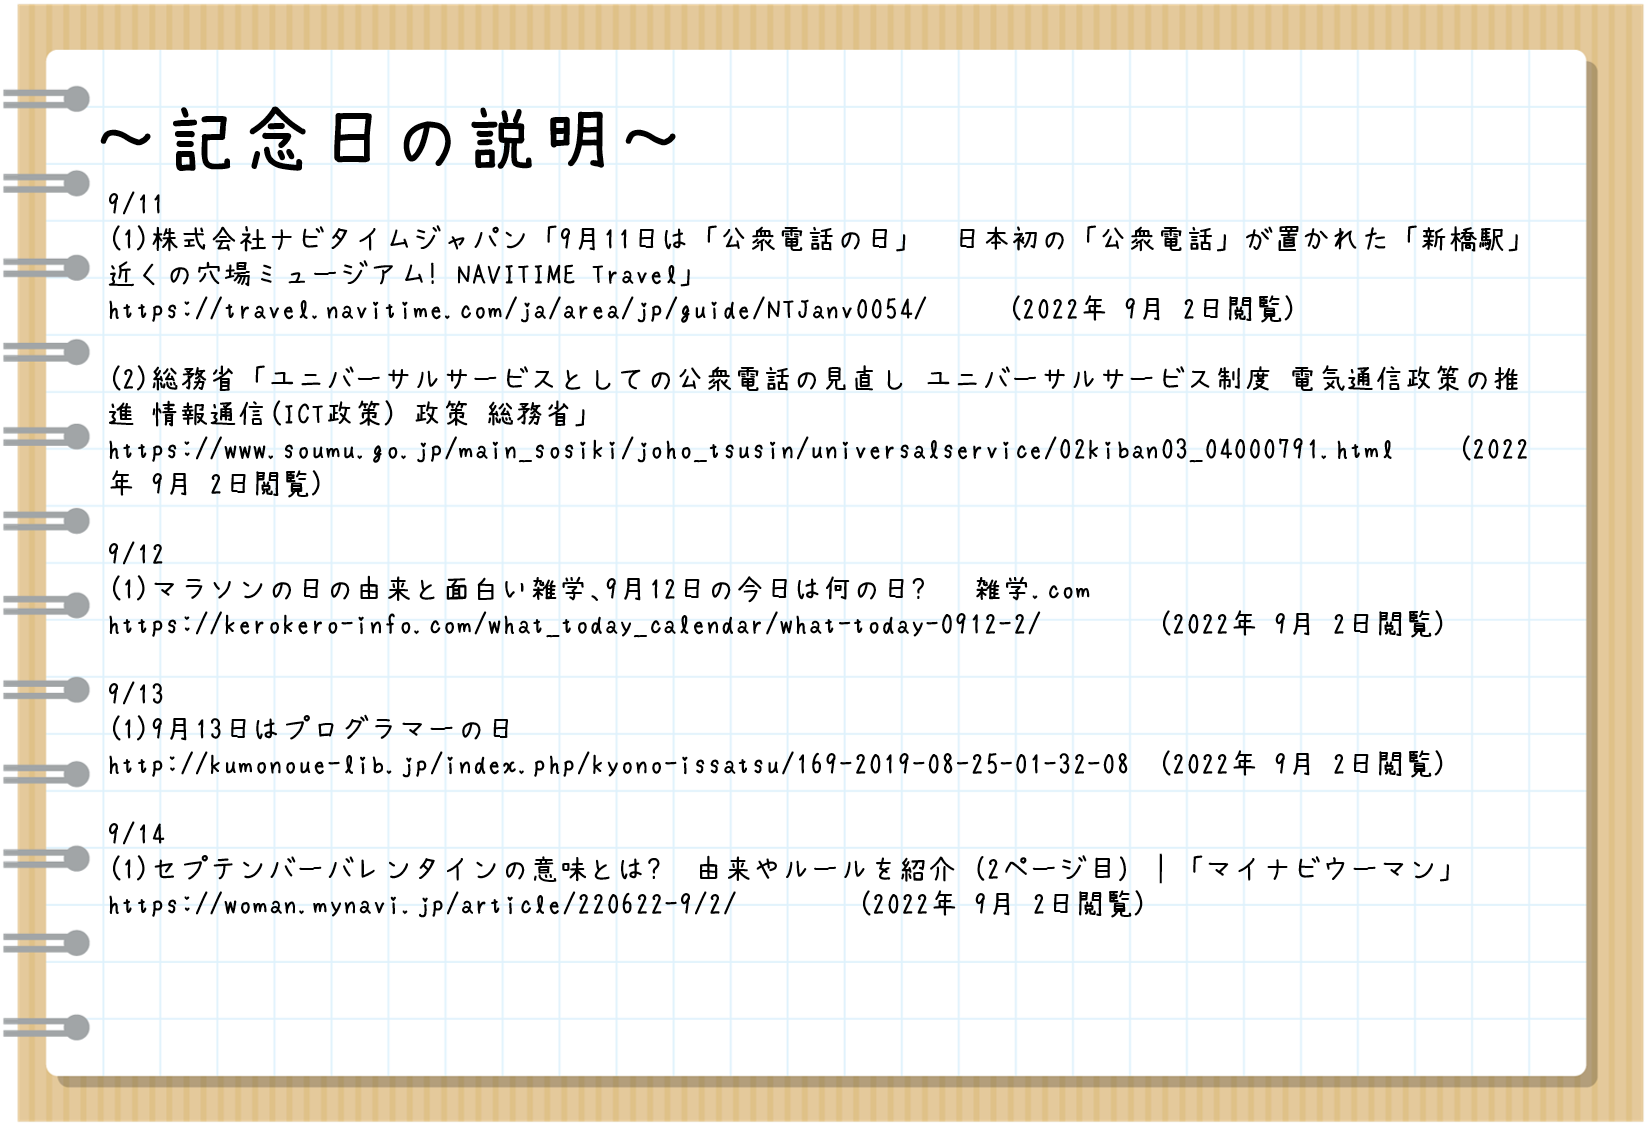 ～記念日の説明～
9/11
(1)株式会社ナビタイムジャパン「9月11日は「公衆電話の日」　日本初の「公衆電話」が置かれた「新橋駅」
近くの穴場ミュージアム! NAVITIME Travel」
https://travel.navitime.com/ja/area/jp/guide/NTJanv0054/　　(2022年 9月 2日閲覧)
(2)総務省「ユニバーサルサービスとしての公衆電話の見直し ユニバーサルサービス制度 電気通信政策の推
進 情報通信(ICT政策) 政策 総務省」
https://www.soumu.go.jp/main_sosiki/joho_tsusin/universalservice/02kiban03_04000791.html　　(2022
年 9月 2日閲覧)
9/12
(1)マラソンの日の由来と面白い雑学、9月12日の今日は何の日?　雑学.com
https://kerokero-info.com/what_today_calendar/what-today-0912-2/　　　(2022年 9月 2日閲覧)
9/13
(1)9月13日はプログラマーの日
http://kumonoue-lib.jp/index.php/kyono-issatsu/169-2019-08-25-01-32-08　(2022年 9月 2日閲覧)
9/14
(1)セプテンバーバレンタインの意味とは?　由来やルールを紹介 (2ページ目) |「マイナビウーマン」
https://woman.mynavi.jp/article/220622-9/2/　　　(2022年 9月 2日閲覧)